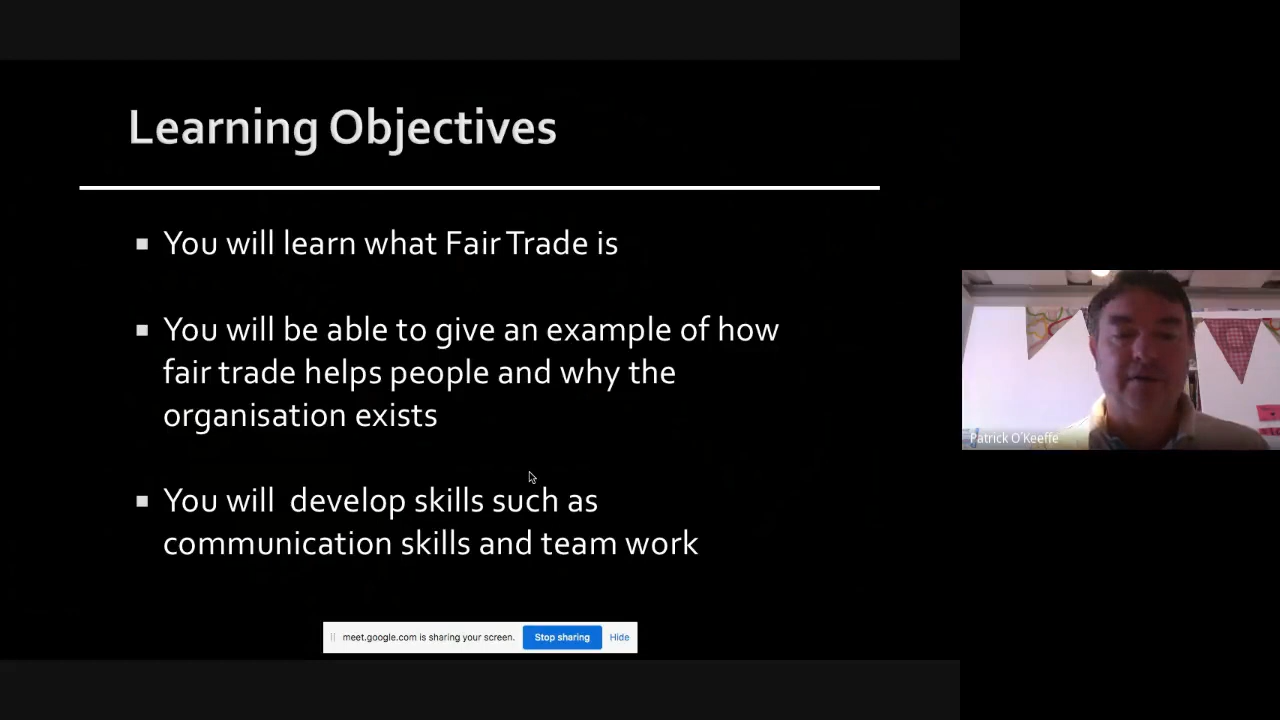 Learning Objectives
You will learn what Fair Trade is
You will be able to give an example of how
fair trade helps people and why the
organisation exists
You will develop skills such as
communication skills and team work
Patrick O'Keeffe
meet.google.com is sharing your screen. Stop sharing Hide